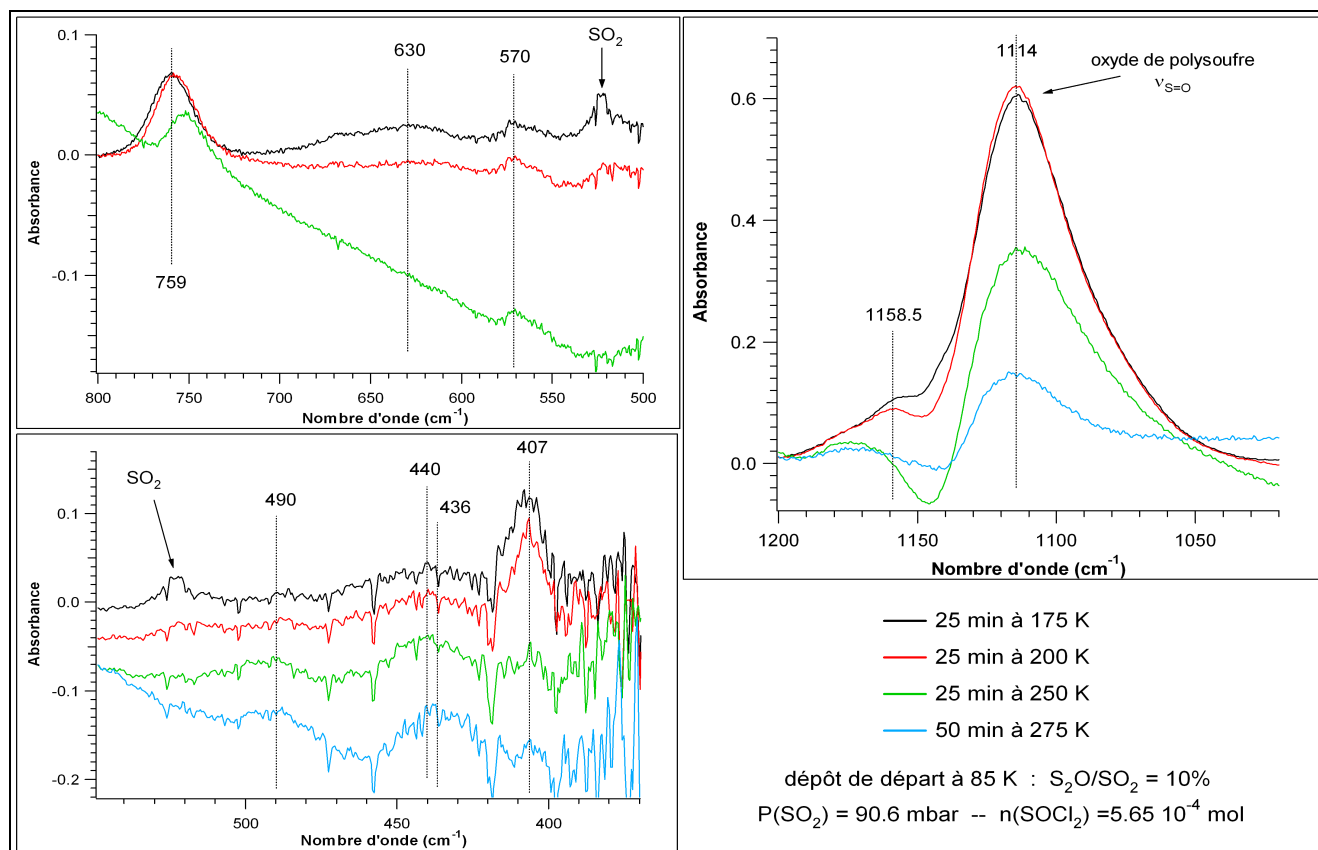 SO2
630
570
759
0.1
0.0
-0.1
Absorbance
800
750
700
650
600
550
500
Nombre d'onde (cm-1)
SO2
490
440
436
407
0.1
0.0
-0.1
-0.2
Absorbance
500
450
400
Nombre d'onde (cm-1)
1114
oxyde de polysoufre
νS=O
1158.5
0.6
0.4
0.2
0.0
Absorbance
1200
1150
1100
1050
Nombre d'onde (cm-1)
25 min à 175 K
25 min à 200 K
25 min à 250 K
50 min à 275 K
dépôt de départ à 85 K : S2O/SO2 = 10%
P(SO2) = 90.6 mbar -- n(SOCl2) =5.65 10-4 mol